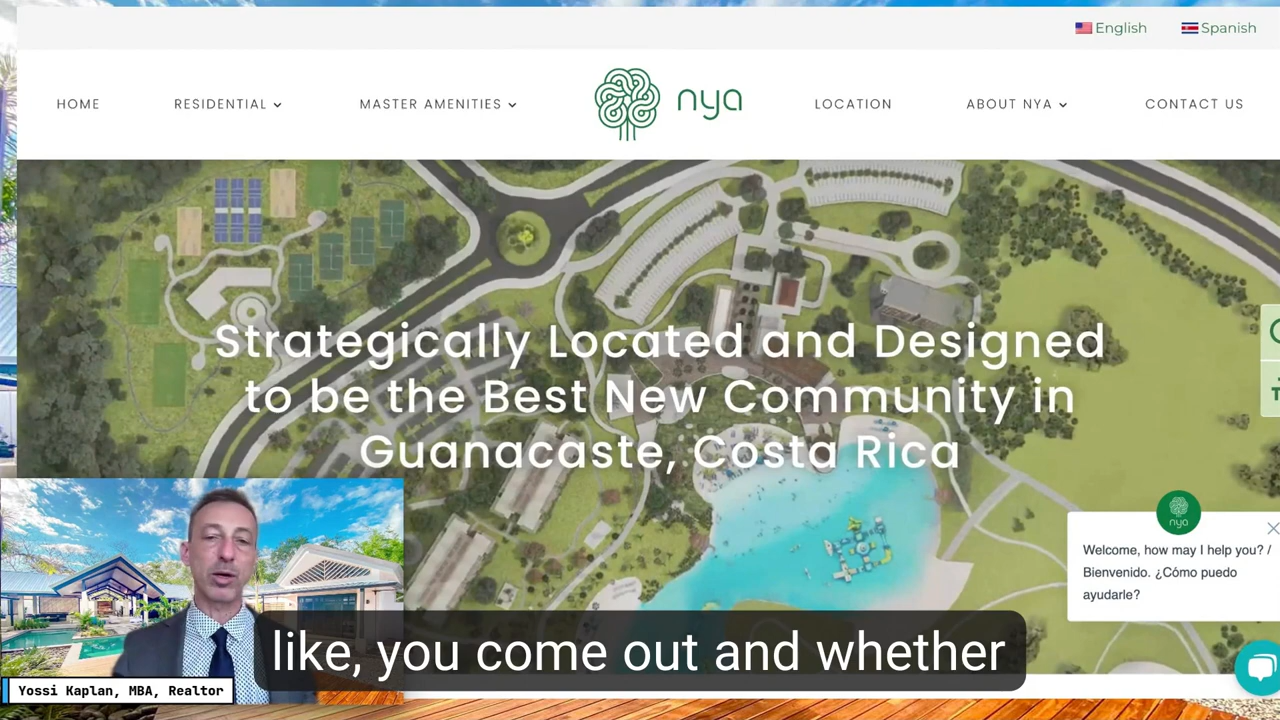 English
Spanish
HOME
RESIDENTIAL
MASTER AMENITIES
nya
LOCATION
ABOUT NYA
CONTACT US
Strategically Located and Designed
to be the Best New Community in
Guanacaste, Costa Rica
nya
Welcome, how may I help you? /
Bienvenido. ¿Cómo puedo
ayudarle?
like, you come out and whether
Yossi Kaplan, MBA, Realtor